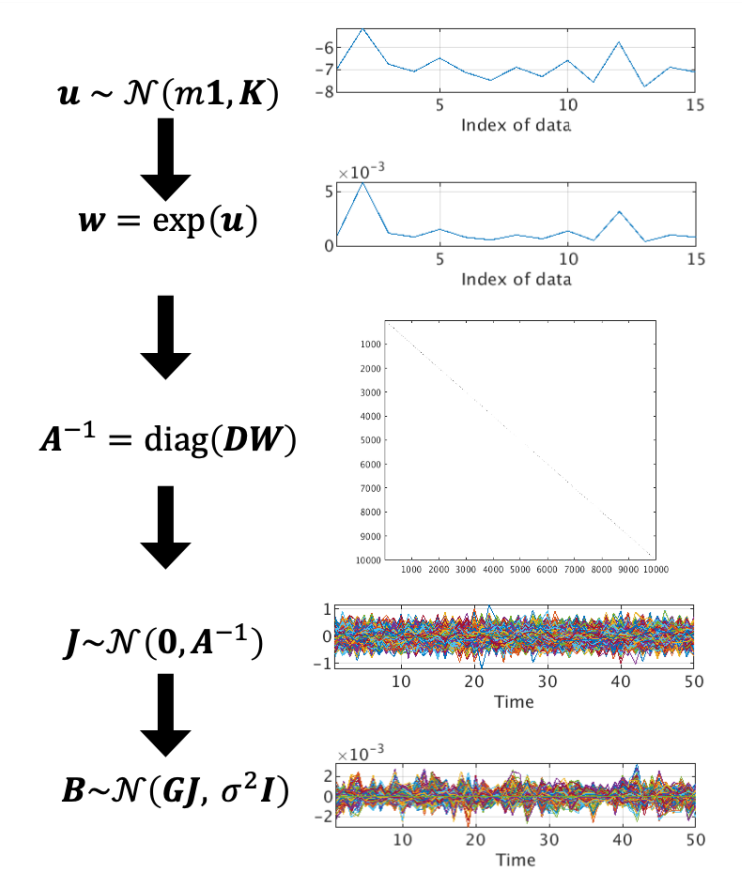 u ~ 𝒩(m1, K)
−6
−7
−8
5 10 15
Index of data
w = exp(u)
×10⁻³
5
0
5 10 15
Index of data
A⁻¹ = diag(DW)
1000
2000
3000
4000
5000
6000
7000
8000
9000
10000
1000 2000 3000 4000 5000 6000 7000 8000 9000 10000
J~𝒩(0, A⁻¹)
1
0
−1
10 20 30 40 50
Time
B~𝒩(GJ, σ²I)
×10⁻³
2
0
−2
10 20 30 40 50
Time